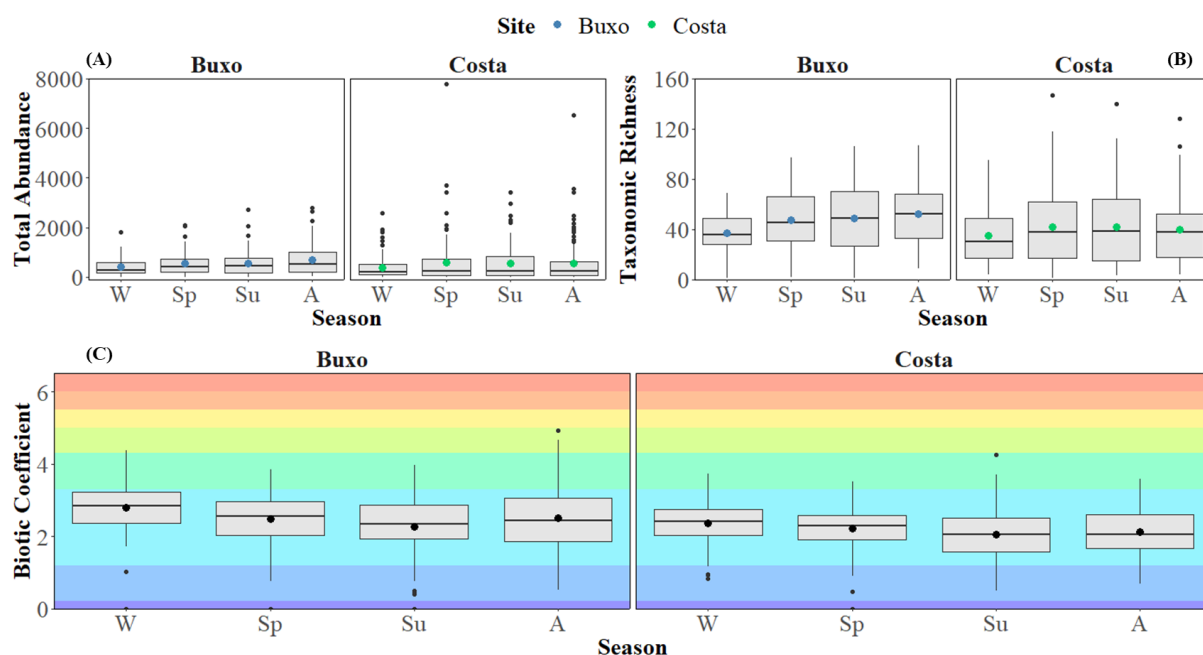 Site Buxo Costa
(A) Buxo Costa
Total Abundance
8000
6000
4000
2000
0
W Sp Su A W Sp Su A
Season
Buxo Costa (B)
Taxonomic Richness
160
120
80
40
0
W Sp Su A W Sp Su A
Season
(C) Buxo Costa
Biotic Coefficient
6
4
2
0
W Sp Su A W Sp Su A
Season